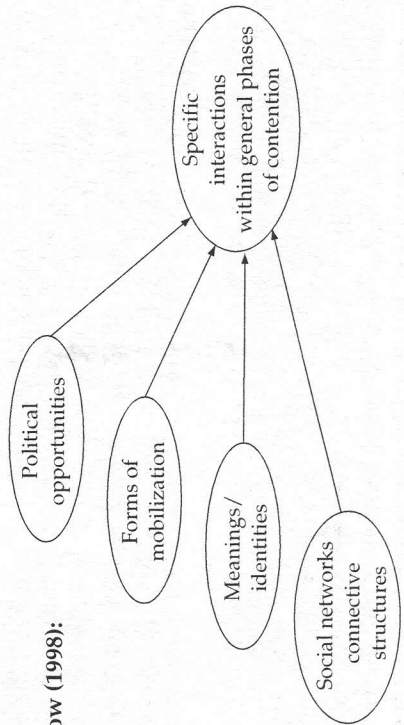 ow (1998):
Political
opportunities
Forms of
mobilization
Meanings/
identities
Social networks
connective
structures
Specific
interactions
within general phases
of contention